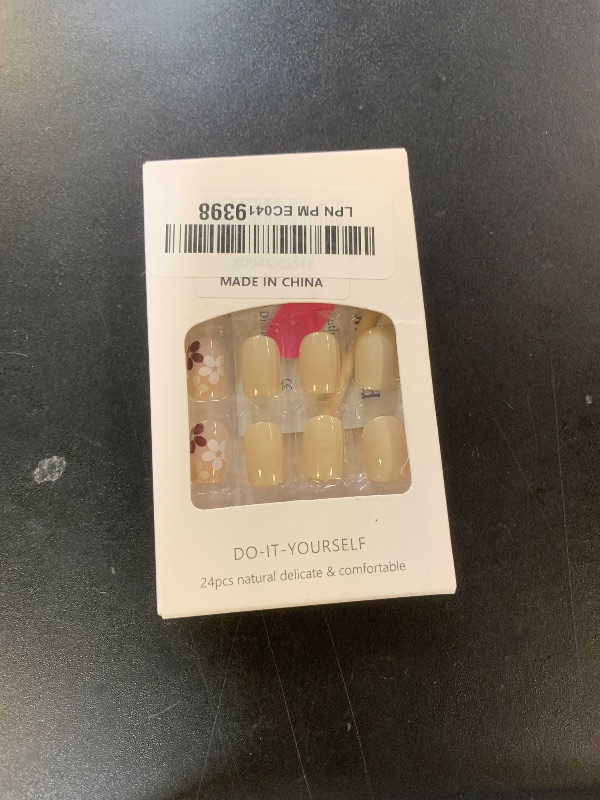 LPN PM EC0419398
MADE IN CHINA
DO-IT-YOURSELF
24pcs natural delicate & comfortable